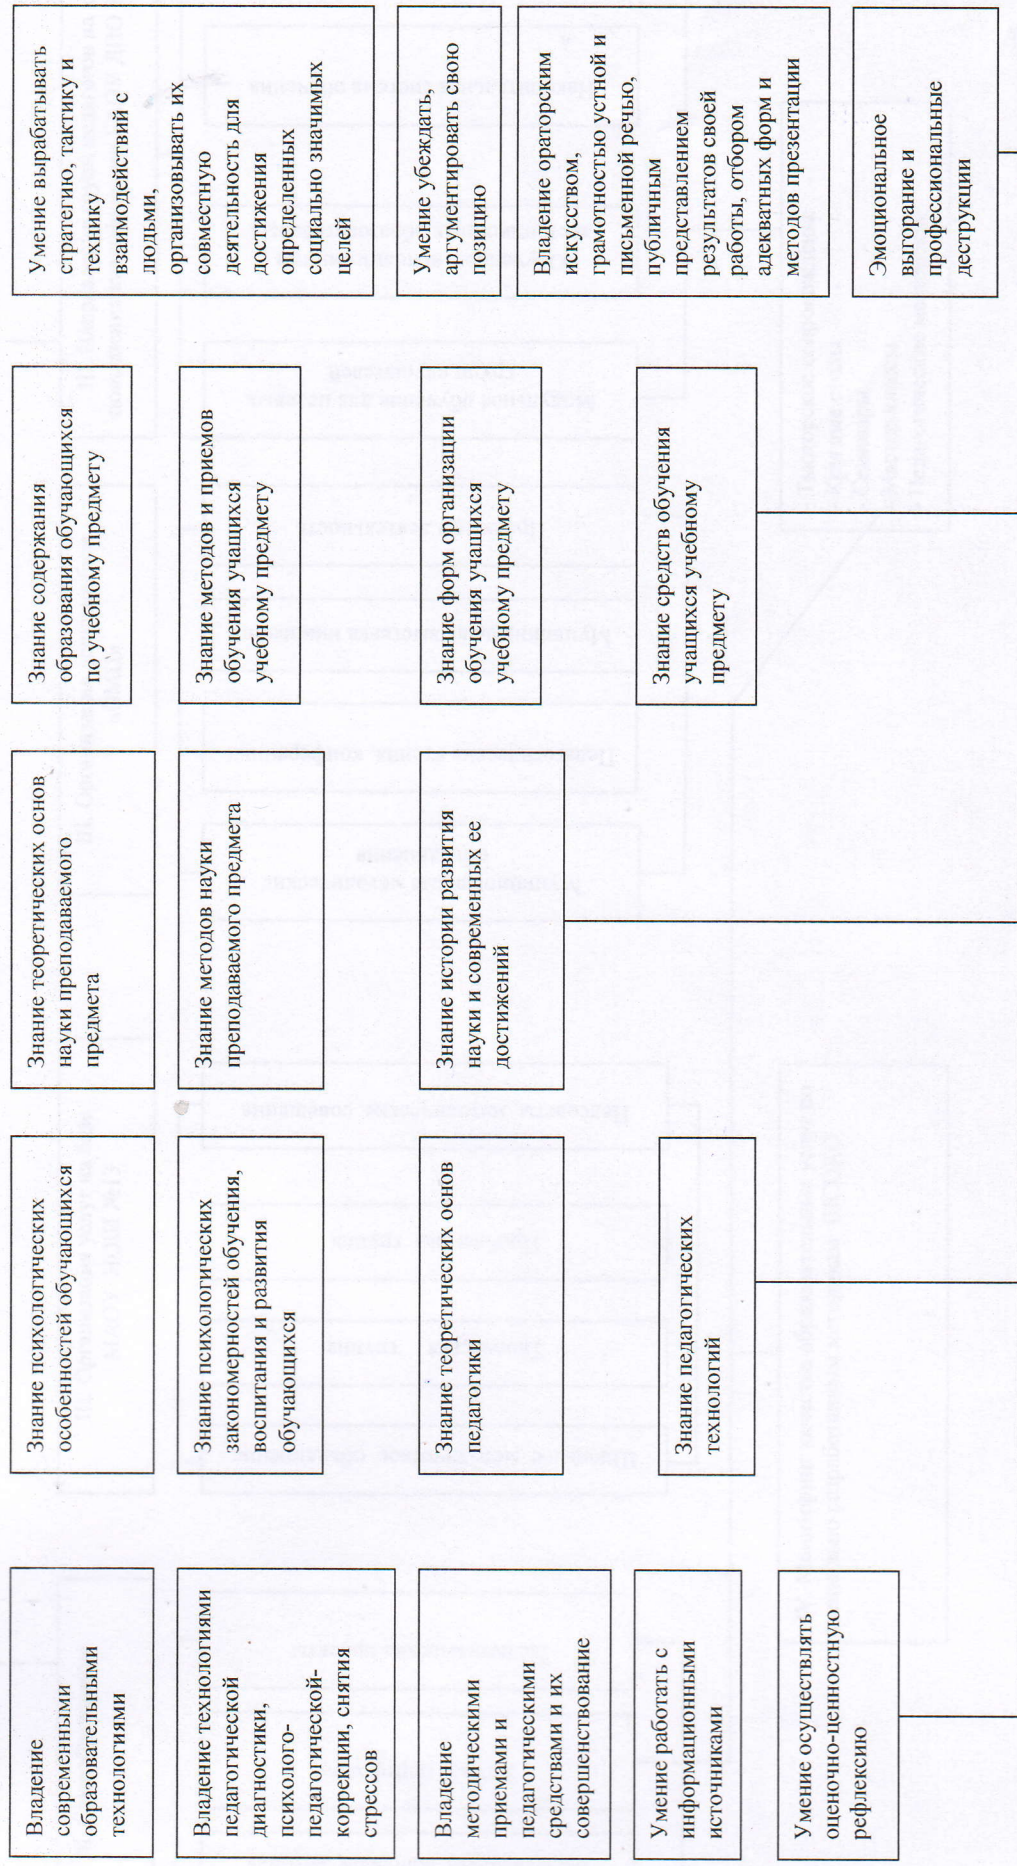 Владение
современными
образовательными
технологиями
Владение технологиями
педагогической
диагностики,
психолого-
педагогической-
коррекции, снятия
стрессов
Владение
методическими
приемами и
педагогическими
средствами и их
совершенствование
Умение работать с
информационными
источниками
Умение осуществлять
оценочно-ценностную
рефлексию
Знание психологических
особенностей обучающихся
Знание психологических
закономерностей обучения,
воспитания и развития
обучающихся
Знание теоретических основ
педагогики
Знание педагогических
технологий
Знание теоретических основ
науки преподаваемого
предмета
Знание методов науки
преподаваемого предмета
Знание истории развития
науки и современных ее
достижений
Знание содержания
образования обучающихся
по учебному предмету
Знание методов и приемов
обучения учащихся
учебному предмету
Знание форм организации
обучения учащихся
учебному предмету
Знание средств обучения
учащихся учебному
предмету
Умение вырабатывать
стратегию, тактику и
технику
взаимодействий с
людьми,
организовывать их
совместную
деятельность для
достижения
определенных
социально значимых
целей
Умение убеждать,
аргументировать свою
позицию
Владение ораторским
искусством,
грамотностью устной и
письменной речью,
публичным
представлением
результатов своей
работы, отбором
адекватных форм и
методов презентации
Эмоциональное
выгорание и
профессиональные
деструкции